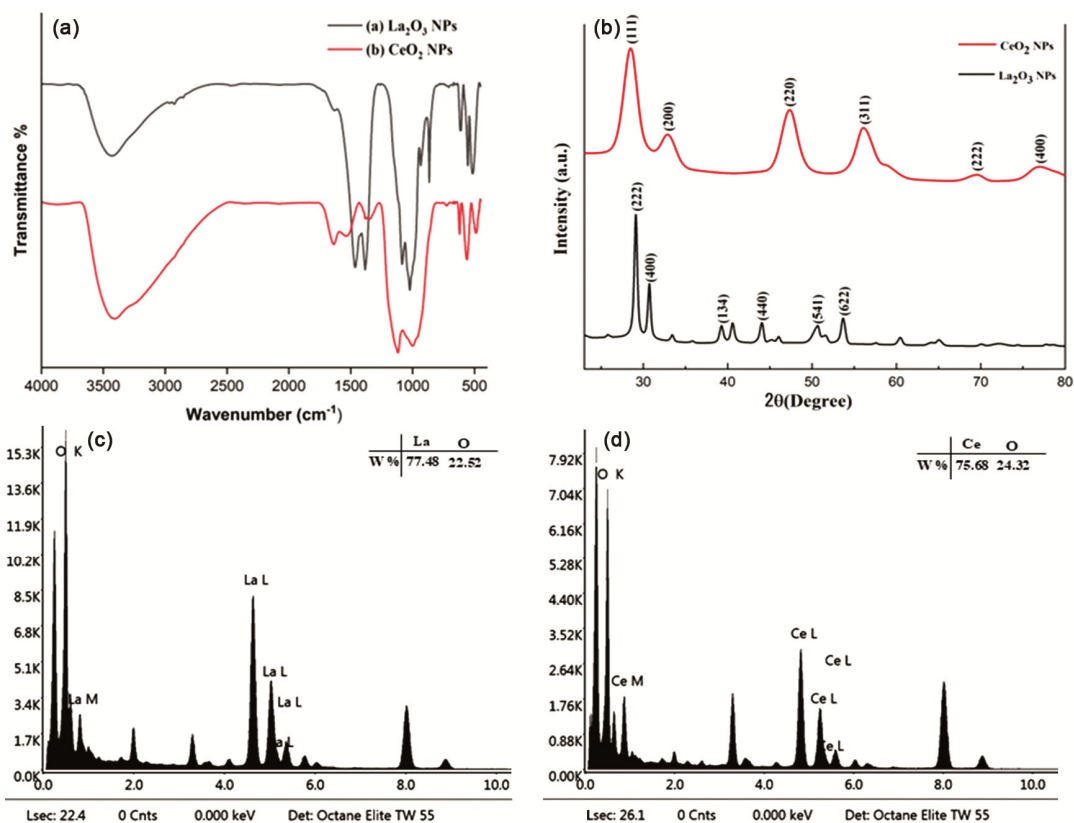 (a)
(a) La₂O₃ NPs
(b) CeO₂ NPs
Transmittance %
4000 3500 3000 2500 2000 1500 1000 500
Wavenumber (cm⁻¹)
(b)
CeO₂ NPs
La₂O₃ NPs
(111)
(200)
(220)
(311)
(222)
(400)
(222)
(400)
(134)
(440)
(541)
(622)
Intensity (a.u.)
30 40 50 60 70 80
2θ(Degree)
(c)
O K
La O
W % 77.48 22.52
15.3K
13.6K
11.9K
10.2K
8.5K
6.8K
5.1K
3.4K
1.7K
0.0K
La M
La L
La L
La L
La L
0.0 2.0 4.0 6.0 8.0 10.0
Lsec: 22.4 0 Cnts 0.000 keV Det: Octane Elite TW 55
(d)
O K
Ce O
W % 75.68 24.32
7.92K
7.04K
6.16K
5.28K
4.40K
3.52K
2.64K
1.76K
0.88K
0.00K
Ce M
Ce L
Ce L
Ce L
Ce L
0.0 2.0 4.0 6.0 8.0 10.0
Lsec: 26.1 0 Cnts 0.000 keV Det: Octane Elite TW 55